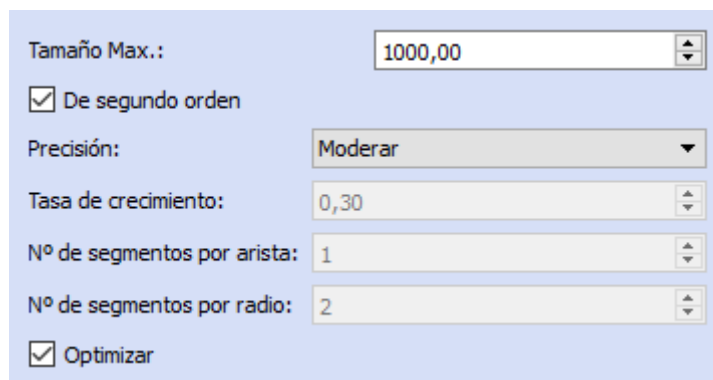 Tamaño Max.: 1000,00
De segundo orden
Precisión: Moderar
Tasa de crecimiento: 0,30
Nº de segmentos por arista: 1
Nº de segmentos por radio: 2
Optimizar